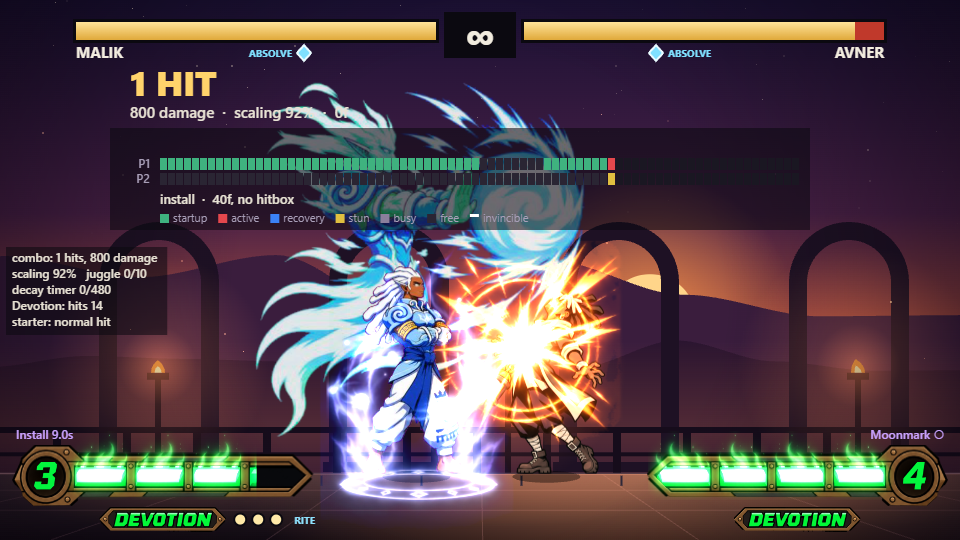 ∞
MALIK
ABSOLVE
ABSOLVE
AVNER
1 HIT
800 damage · scaling 92% · 0f
P1
P2
install · 40f, no hitbox
startup active recovery stun busy free invincible
combo: 1 hits, 800 damage
scaling 92% juggle 0/10
decay timer 0/480
Devotion: hits 14
starter: normal hit
Install 9.0s
Moonmark O
3
4
DEVOTION
RITE
DEVOTION